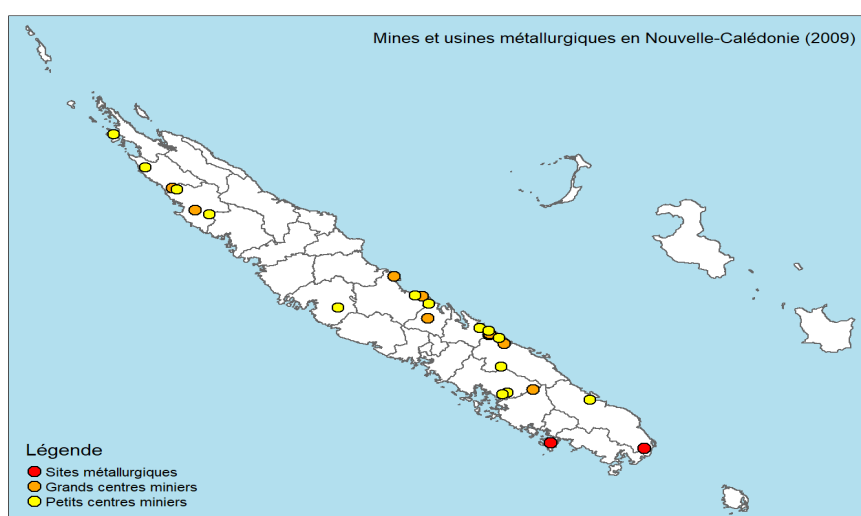 Mines et usines métallurgiques en Nouvelle-Calédonie (2009)
Légende
Sites métallurgiques
Grands centres miniers
Petits centres miniers